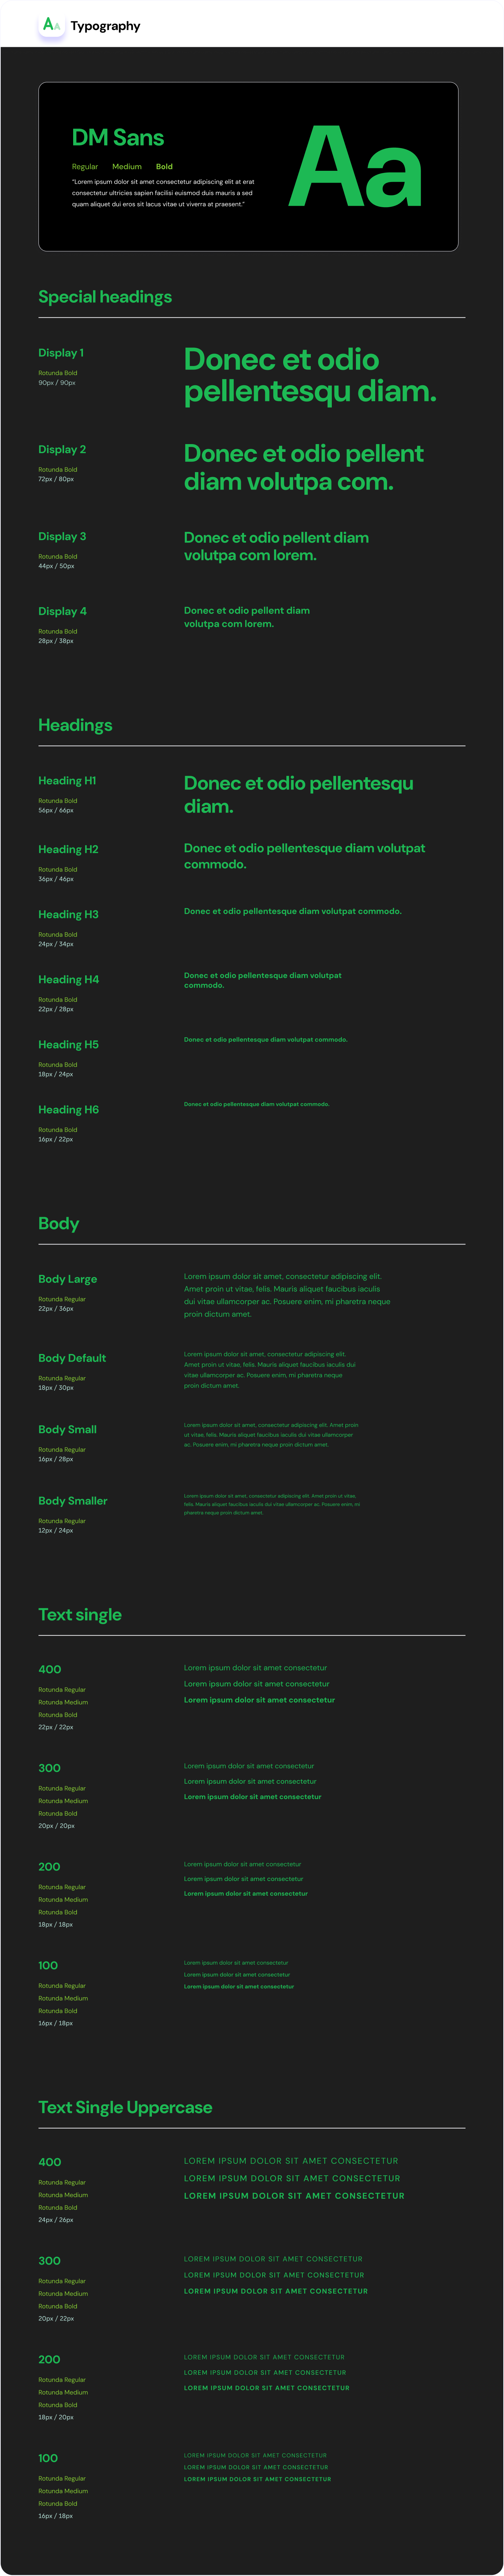 Aa Typography
DM Sans
Aa
Regular Medium Bold
“Lorem ipsum dolor sit amet consectetur adipiscing elit at erat
consectetur ultricies sapien facilisi euismod duis mauris a sed
quam aliquet dui eros sit lacus vitae ut viverra at praesent.”
Special headings
Display 1
Rotunda Bold
90px / 90px
Donec et odio
pellentesqu diam.
Display 2
Rotunda Bold
72px / 80px
Donec et odio pellent
diam volutpa com.
Display 3
Rotunda Bold
44px / 50px
Donec et odio pellent diam
volutpa com lorem.
Display 4
Rotunda Bold
28px / 38px
Donec et odio pellent diam
volutpa com lorem.
Headings
Heading H1
Rotunda Bold
56px / 66px
Donec et odio pellentesqu
diam.
Heading H2
Rotunda Bold
36px / 46px
Donec et odio pellentesque diam volutpat
commodo.
Heading H3
Rotunda Bold
24px / 34px
Donec et odio pellentesque diam volutpat commodo.
Heading H4
Rotunda Bold
22px / 28px
Donec et odio pellentesque diam volutpat
commodo.
Heading H5
Rotunda Bold
18px / 24px
Donec et odio pellentesque diam volutpat commodo.
Heading H6
Rotunda Bold
16px / 22px
Donec et odio pellentesque diam volutpat commodo.
Body
Body Large
Rotunda Regular
22px / 36px
Lorem ipsum dolor sit amet, consectetur adipiscing elit.
Amet proin ut vitae, felis. Mauris aliquet faucibus iaculis
dui vitae ullamcorper ac. Posuere enim, mi pharetra neque
proin dictum amet.
Body Default
Rotunda Regular
18px / 30px
Lorem ipsum dolor sit amet, consectetur adipiscing elit.
Amet proin ut vitae, felis. Mauris aliquet faucibus iaculis dui
vitae ullamcorper ac. Posuere enim, mi pharetra neque
proin dictum amet.
Body Small
Rotunda Regular
16px / 28px
Lorem ipsum dolor sit amet, consectetur adipiscing elit. Amet proin
ut vitae, felis. Mauris aliquet faucibus iaculis dui vitae ullamcorper
ac. Posuere enim, mi pharetra neque proin dictum amet.
Body Smaller
Rotunda Regular
12px / 24px
Lorem ipsum dolor sit amet, consectetur adipiscing elit. Amet proin ut vitae,
felis. Mauris aliquet faucibus iaculis dui vitae ullamcorper ac. Posuere enim, mi
pharetra neque proin dictum amet.
Text single
400
Rotunda Regular
Rotunda Medium
Rotunda Bold
22px / 22px
Lorem ipsum dolor sit amet consectetur
Lorem ipsum dolor sit amet consectetur
Lorem ipsum dolor sit amet consectetur
300
Rotunda Regular
Rotunda Medium
Rotunda Bold
20px / 20px
Lorem ipsum dolor sit amet consectetur
Lorem ipsum dolor sit amet consectetur
Lorem ipsum dolor sit amet consectetur
200
Rotunda Regular
Rotunda Medium
Rotunda Bold
18px / 18px
Lorem ipsum dolor sit amet consectetur
Lorem ipsum dolor sit amet consectetur
Lorem ipsum dolor sit amet consectetur
100
Rotunda Regular
Rotunda Medium
Rotunda Bold
16px / 18px
Lorem ipsum dolor sit amet consectetur
Lorem ipsum dolor sit amet consectetur
Lorem ipsum dolor sit amet consectetur
Text Single Uppercase
400
Rotunda Regular
Rotunda Medium
Rotunda Bold
24px / 26px
LOREM IPSUM DOLOR SIT AMET CONSECTETUR
LOREM IPSUM DOLOR SIT AMET CONSECTETUR
LOREM IPSUM DOLOR SIT AMET CONSECTETUR
300
Rotunda Regular
Rotunda Medium
Rotunda Bold
20px / 22px
LOREM IPSUM DOLOR SIT AMET CONSECTETUR
LOREM IPSUM DOLOR SIT AMET CONSECTETUR
LOREM IPSUM DOLOR SIT AMET CONSECTETUR
200
Rotunda Regular
Rotunda Medium
Rotunda Bold
18px / 20px
LOREM IPSUM DOLOR SIT AMET CONSECTETUR
LOREM IPSUM DOLOR SIT AMET CONSECTETUR
LOREM IPSUM DOLOR SIT AMET CONSECTETUR
100
Rotunda Regular
Rotunda Medium
Rotunda Bold
16px / 18px
LOREM IPSUM DOLOR SIT AMET CONSECTETUR
LOREM IPSUM DOLOR SIT AMET CONSECTETUR
LOREM IPSUM DOLOR SIT AMET CONSECTETUR